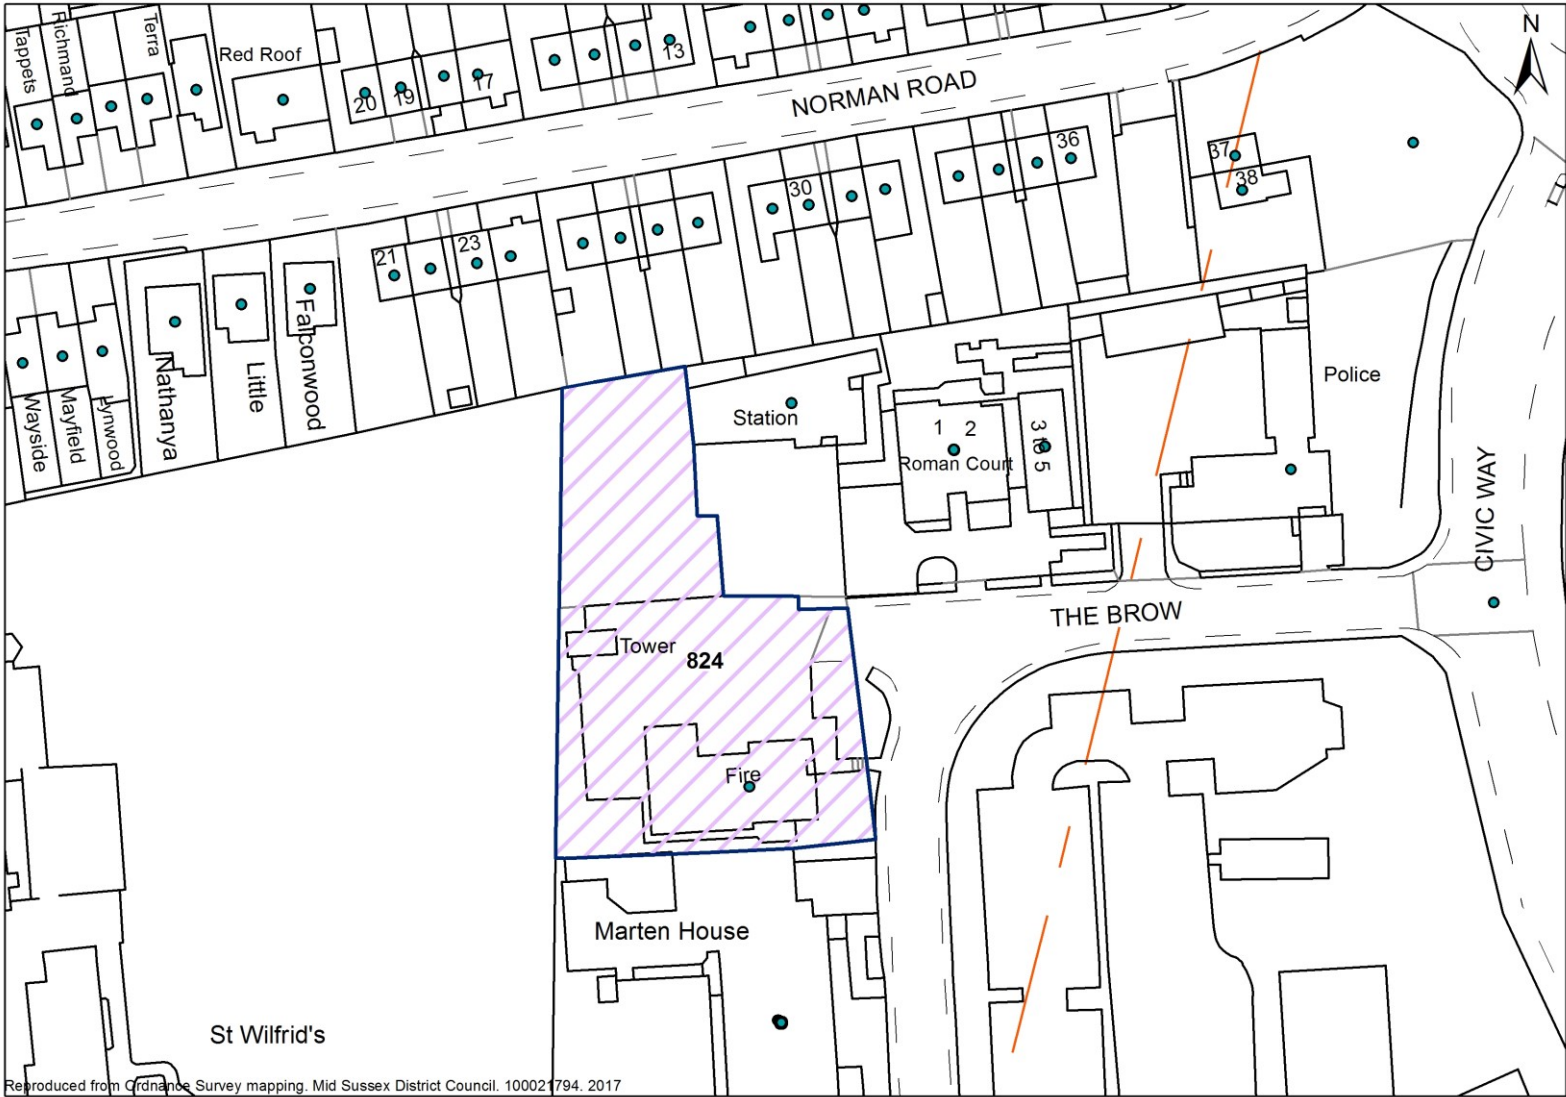 Tappets
Richmand
Terra
Red Roof
20
19
17
13
NORMAN ROAD
N
36
37
38
30
21
23
Falconwood
Little
Nathanya
Wayside
Mayfield
Lynwood
Station
1 2
Roman Court
3 to 5
Police
CIVIC WAY
THE BROW
Tower
824
Fire
Marten House
St Wilfrid's
Reproduced from Ordnance Survey mapping. Mid Sussex District Council. 100021794. 2017